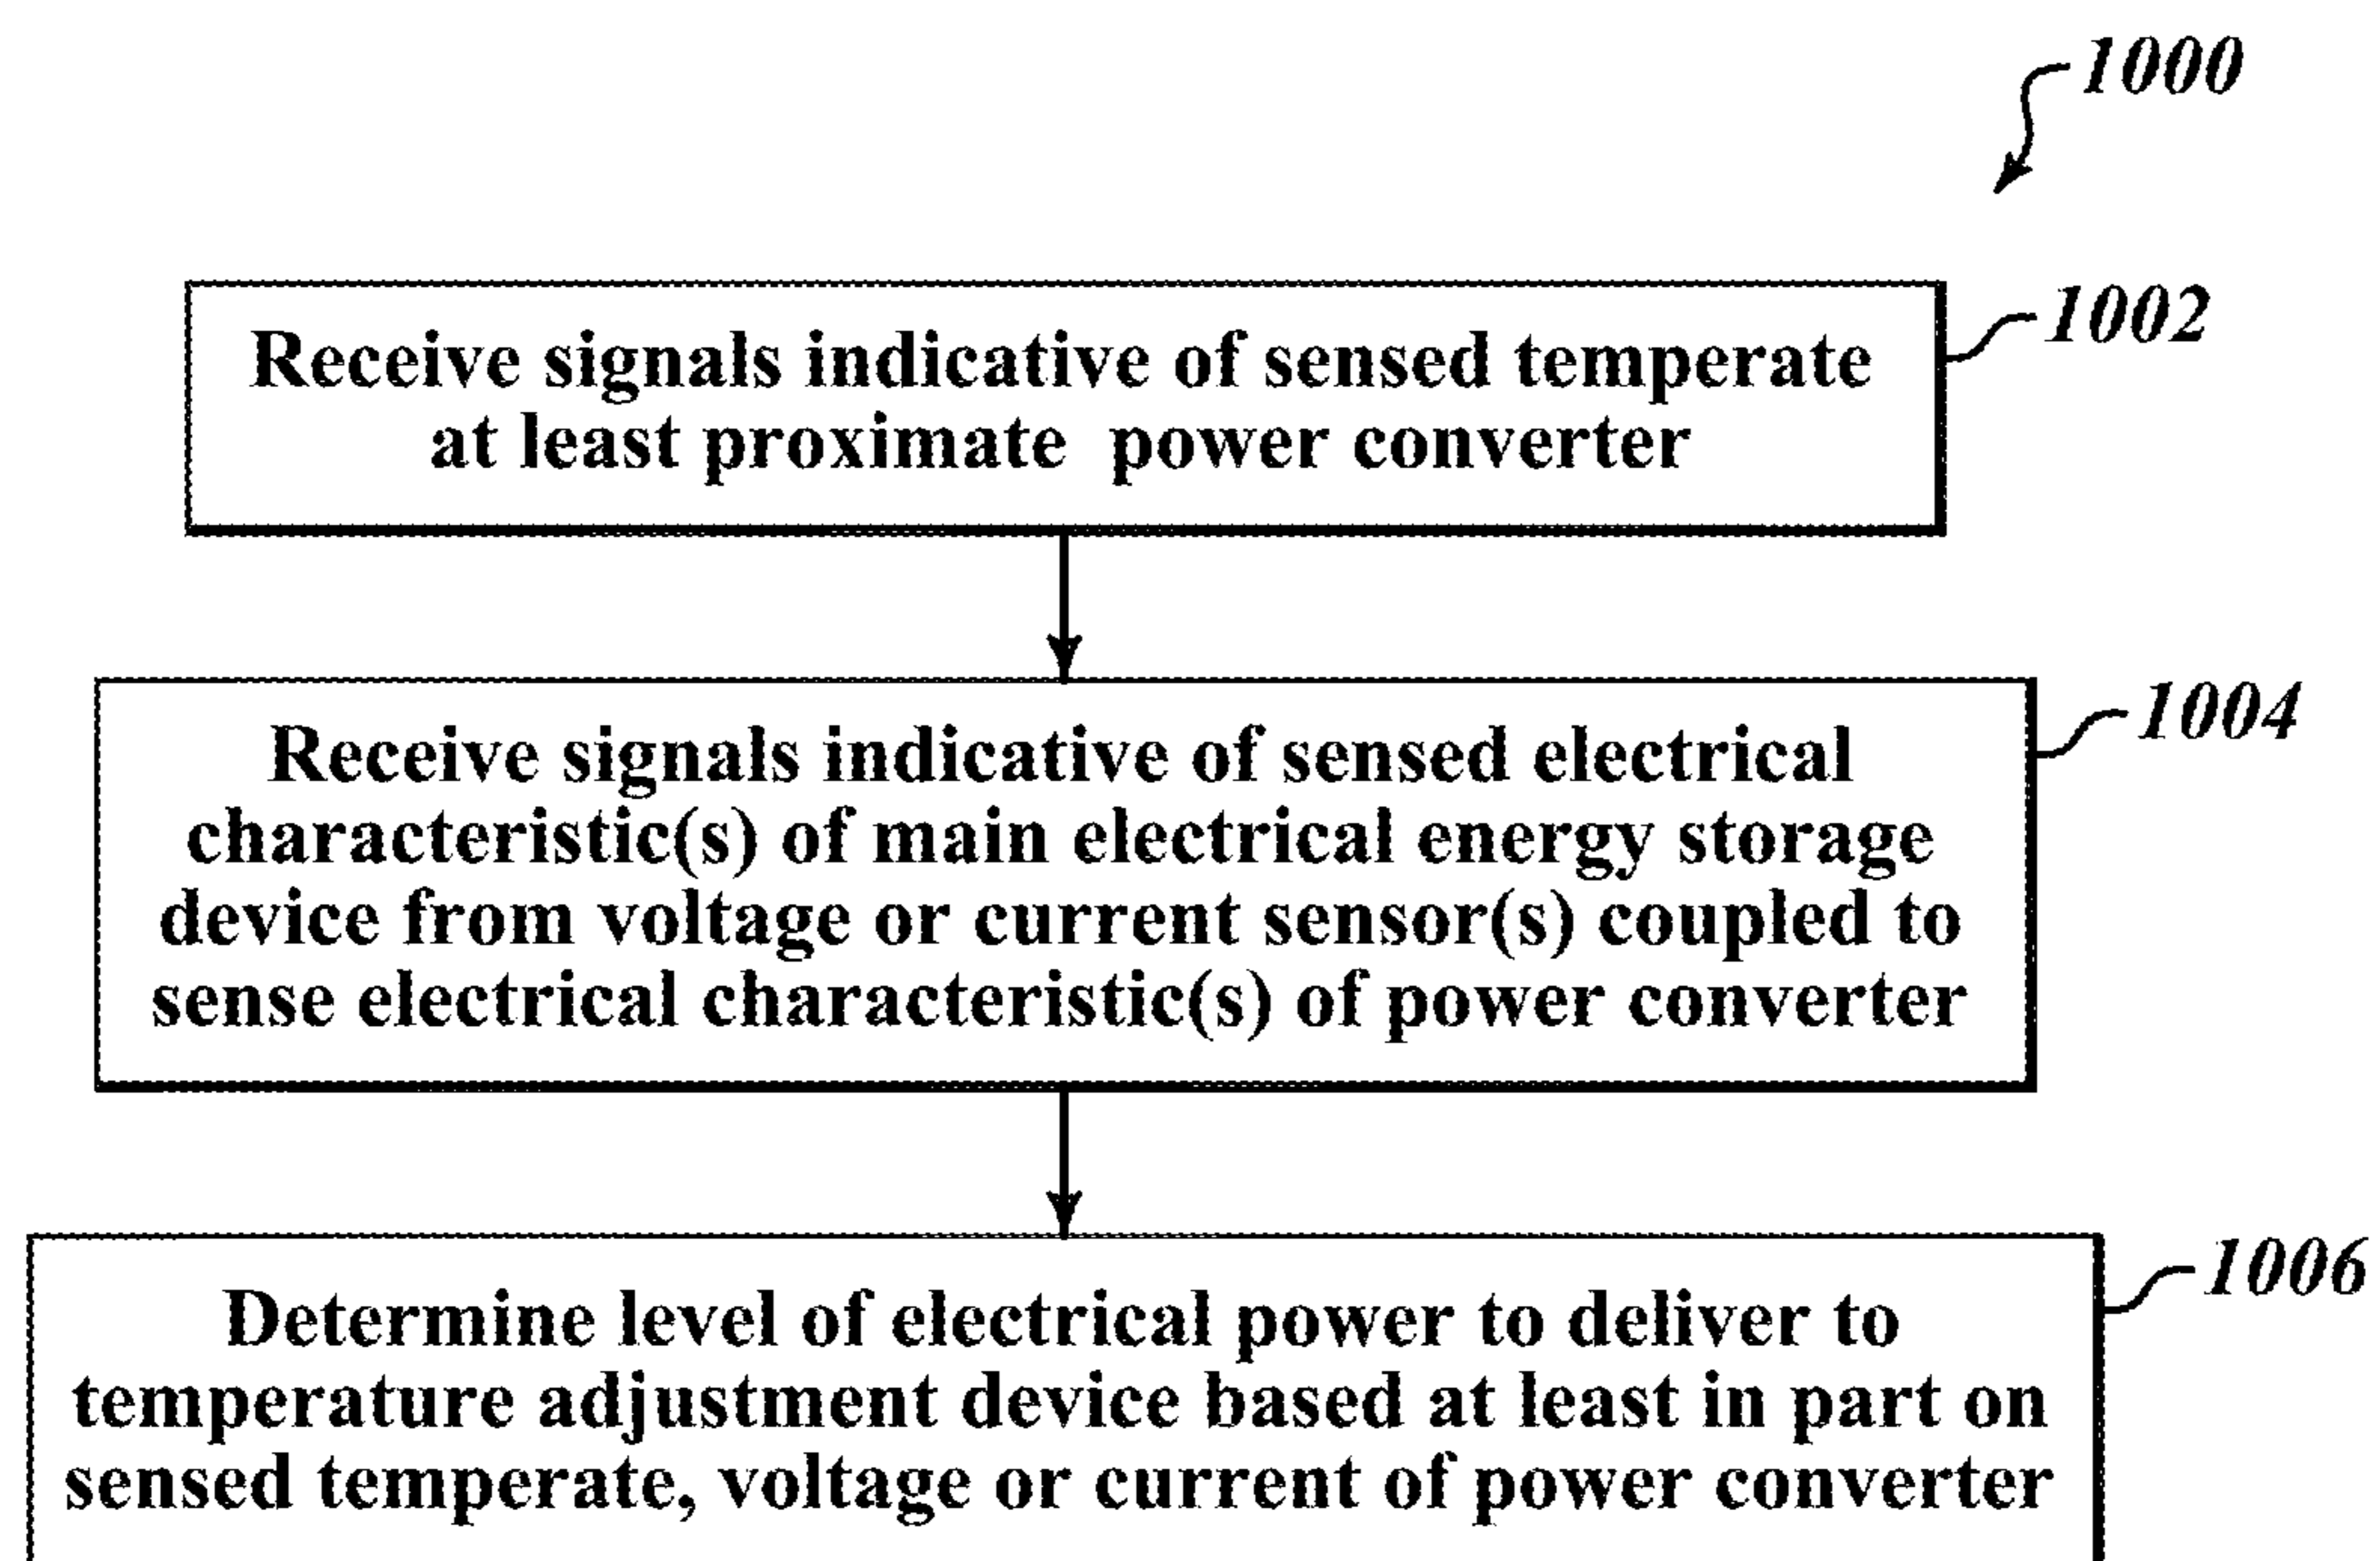 1000
1002
Receive signals indicative of sensed temperate
at least proximate power converter
1004
Receive signals indicative of sensed electrical
characteristic(s) of main electrical energy storage
device from voltage or current sensor(s) coupled to
sense electrical characteristic(s) of power converter
1006
Determine level of electrical power to deliver to
temperature adjustment device based at least in part on
sensed temperate, voltage or current of power converter